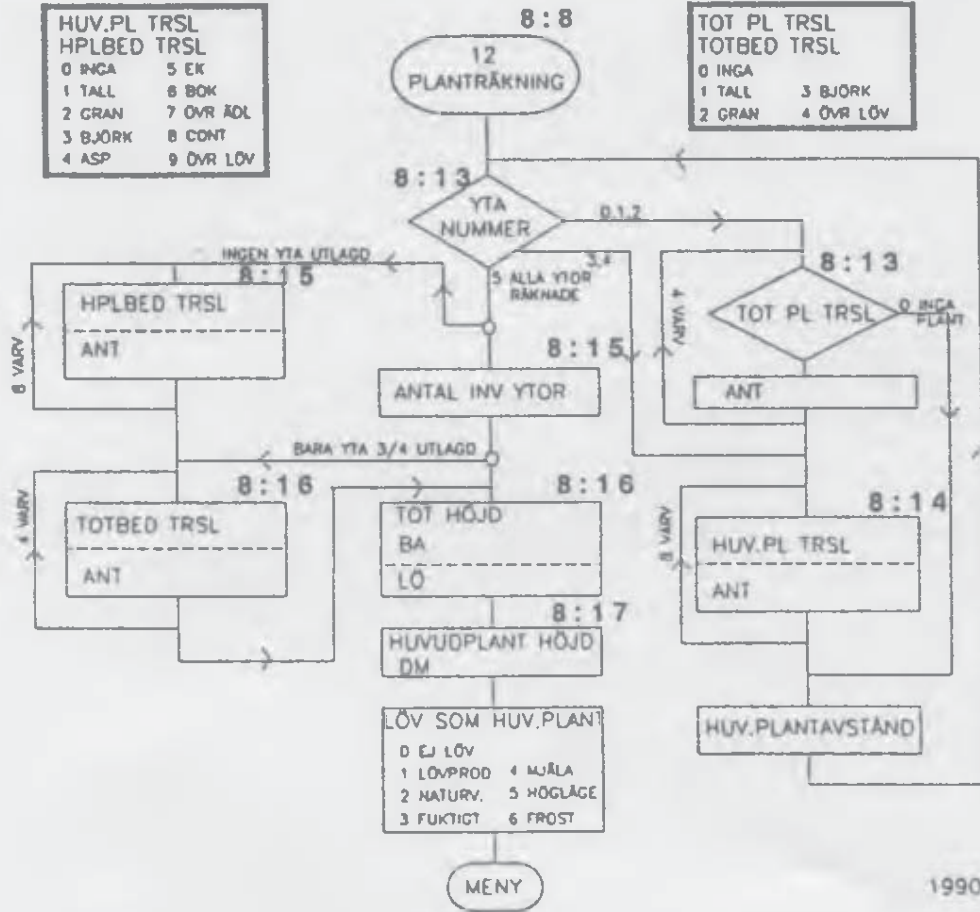 HUV.PL TRSL
HPLBED TRSL
0 INGA 5 EK
1 TALL 6 BOK
2 GRAN 7 ÖVR ÄDL
3 BJÖRK 8 CONT
4 ASP 9 ÖVR LÖV
8:8
12
PLANTRÄKNING
TOT PL TRSL
TOTBED TRSL
0 INGA
1 TALL 3 BJÖRK
2 GRAN 4 ÖVR LÖV
8:13
YTA
NUMMER
0,1,2
3,4
5 ALLA YTOR
RÄKNADE
INGEN YTA UTLAGD
8:15
HPLBED TRSL
ANT
8 VARV
8:13
TOT PL TRSL
0 INGA
PLANT
4 VARV
ANT
8:15
ANTAL INV YTOR
BARA YTA 3/4 UTLAGD
8:16
TOTBED TRSL
ANT
4 VARV
8:16
TOT HÖJD
BA
LÖ
8:14
HUV.PL TRSL
ANT
8 VARV
8:17
HUVUDPLANT HÖJD
DM
HUV.PLANTAVSTÅND
LÖV SOM HUV.PLANT
0 EJ LÖV
1 LÖVPROD 4 MJÄLA
2 NATURV. 5 HÖGLÄGE
3 FUKTIGT 6 FROST
MENY
1990